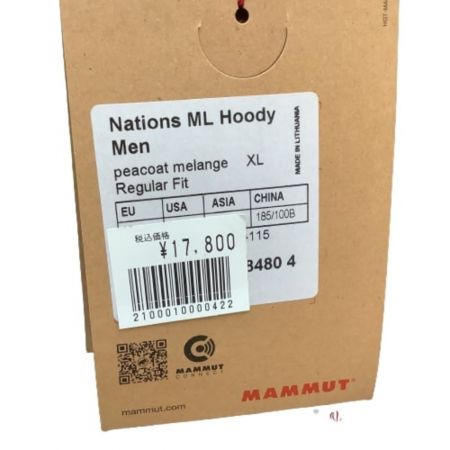 Nations ML Hoody
Men
peacoat melange XL
Regular Fit
MADE IN LITHUANIA
EU USA ASIA CHINA
185/100B
-115
3480 4
税込価格
¥17,800
2100010000422
MAMMUT
CONNECT
mammut.com
MAMMUT